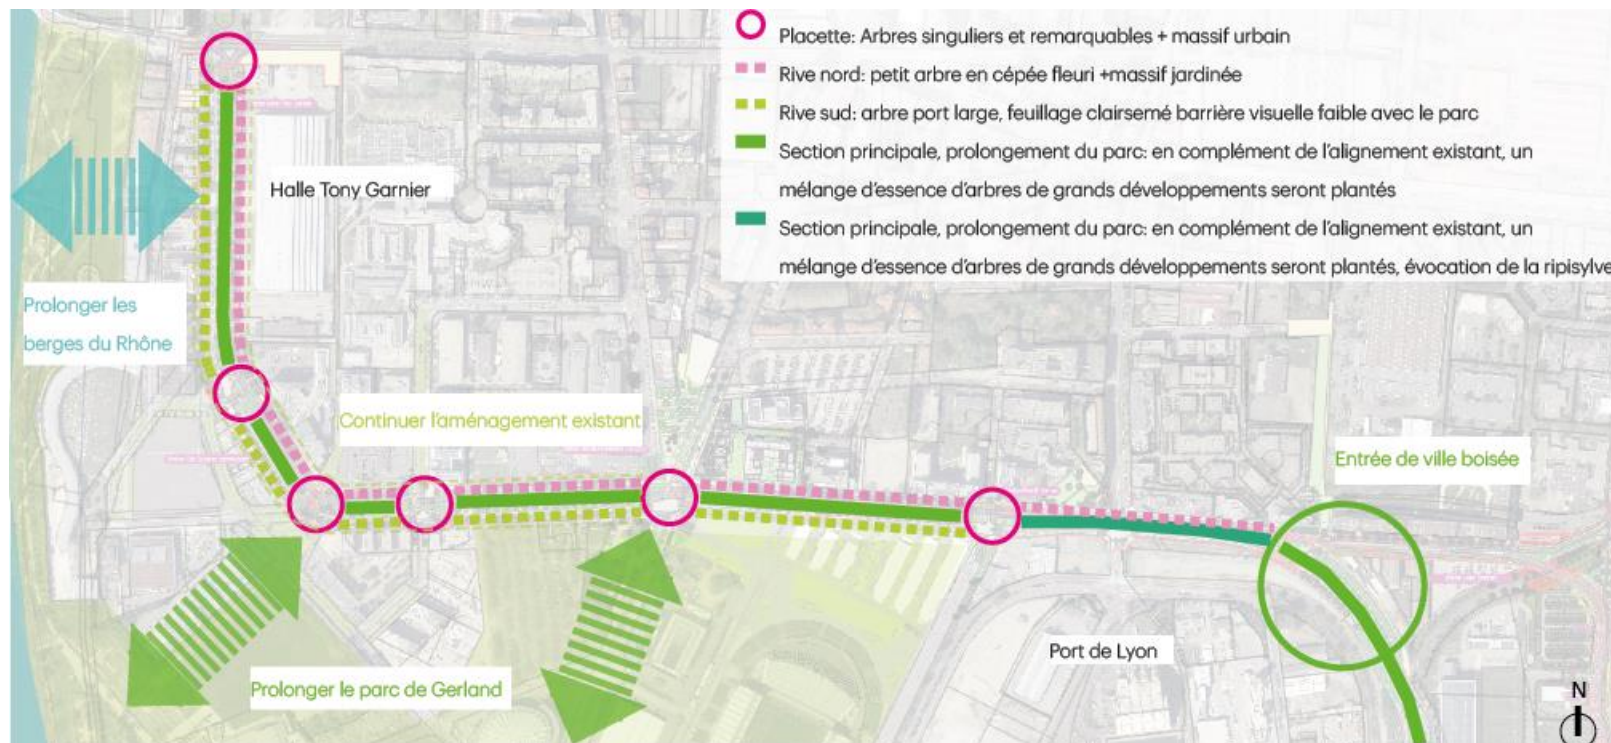 Placette: Arbres singuliers et remarquables + massif urbain
Rive nord: petit arbre en cépée fleuri +massif jardinée
Rive sud: arbre port large, feuillage clairsemé barrière visuelle faible avec le parc
Section principale, prolongement du parc: en complément de l'alignement existant, un
mélange d'essence d'arbres de grands développements seront plantés
Section principale, prolongement du parc: en complément de l'alignement existant, un
mélange d'essence d'arbres de grands développements seront plantés, évocation de la ripisylve
Halle Tony Garnier
Prolonger les
berges du Rhône
Continuer l'aménagement existant
Entrée de ville boisée
Port de Lyon
Prolonger le parc de Gerland
N